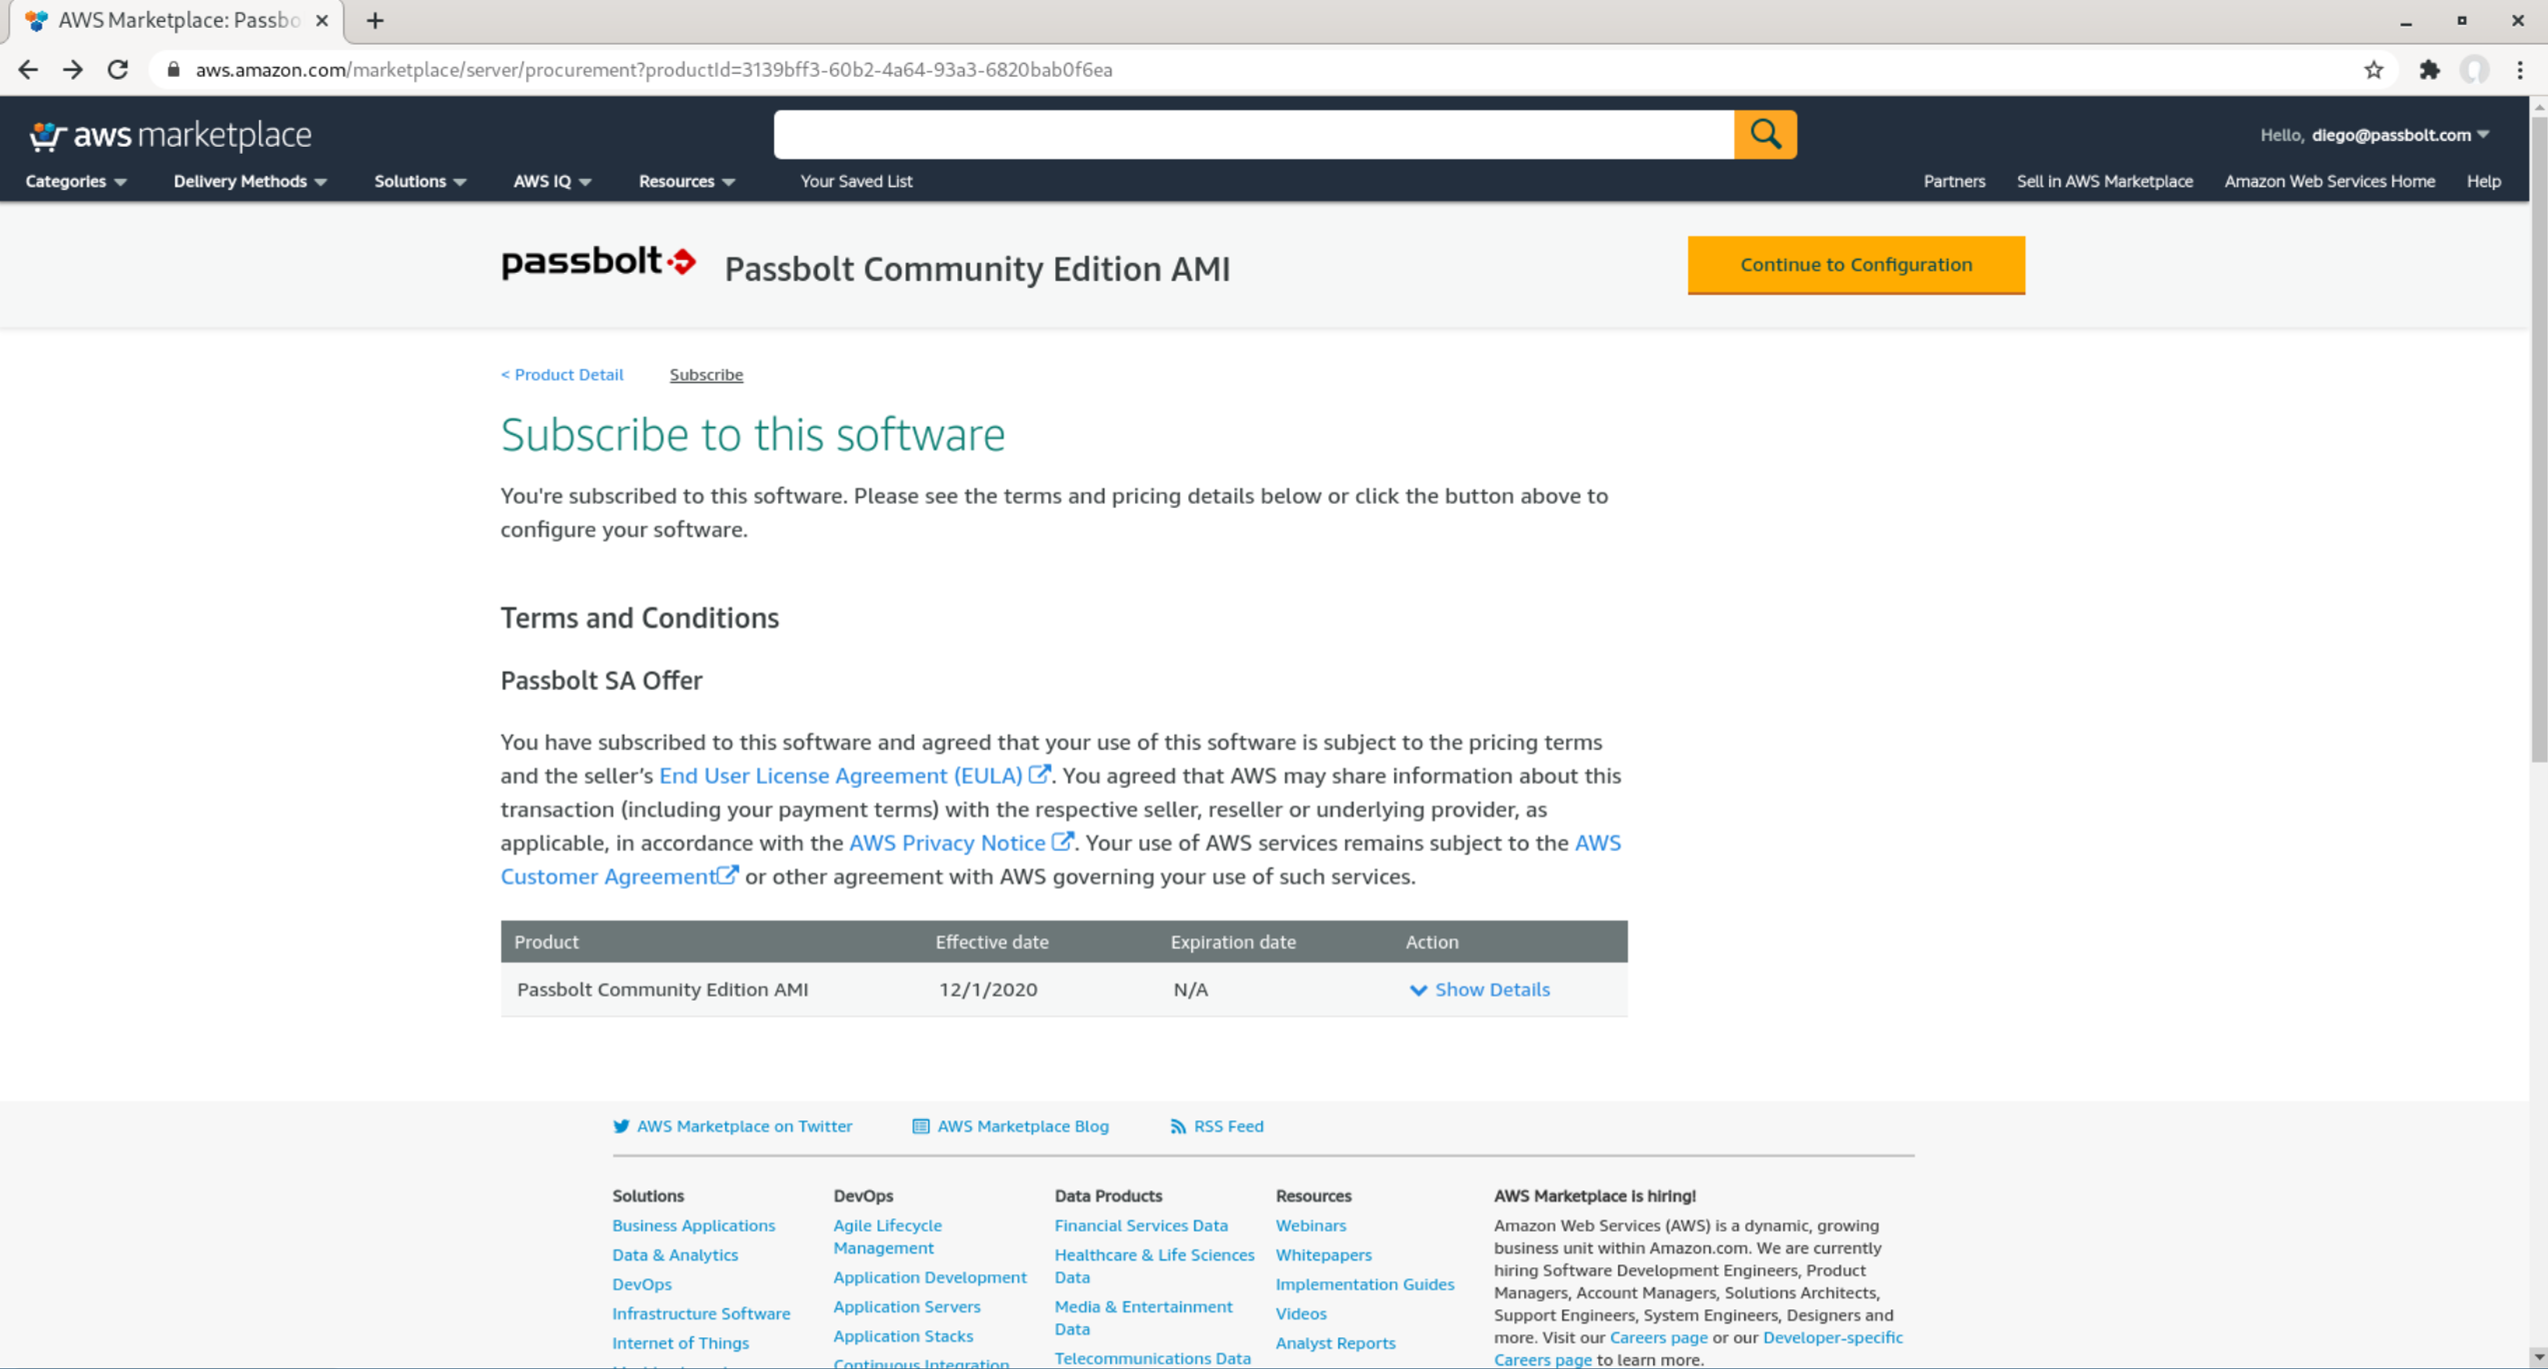 AWS Marketplace: Passbo
aws.amazon.com/marketplace/server/procurement?productId=3139bff3-60b2-4a64-93a3-6820bab0f6ea
aws marketplace
Hello, diego@passbolt.com
Categories Delivery Methods Solutions AWS IQ Resources Your Saved List Partners Sell in AWS Marketplace Amazon Web Services Home Help
passbolt Passbolt Community Edition AMI Continue to Configuration
< Product Detail Subscribe
Subscribe to this software
You're subscribed to this software. Please see the terms and pricing details below or click the button above to
configure your software.
Terms and Conditions
Passbolt SA Offer
You have subscribed to this software and agreed that your use of this software is subject to the pricing terms
and the seller's End User License Agreement (EULA). You agreed that AWS may share information about this
transaction (including your payment terms) with the respective seller, reseller or underlying provider, as
applicable, in accordance with the AWS Privacy Notice. Your use of AWS services remains subject to the AWS
Customer Agreement or other agreement with AWS governing your use of such services.
Product Effective date Expiration date Action
Passbolt Community Edition AMI 12/1/2020 N/A Show Details
AWS Marketplace on Twitter AWS Marketplace Blog RSS Feed
Solutions
Business Applications
Data & Analytics
DevOps
Infrastructure Software
Internet of Things
DevOps
Agile Lifecycle
Management
Application Development
Application Servers
Application Stacks
Continuous Integration
Data Products
Financial Services Data
Healthcare & Life Sciences
Data
Media & Entertainment
Data
Telecommunications Data
Resources
Webinars
Whitepapers
Implementation Guides
Videos
Analyst Reports
AWS Marketplace is hiring!
Amazon Web Services (AWS) is a dynamic, growing
business unit within Amazon.com. We are currently
hiring Software Development Engineers, Product
Managers, Account Managers, Solutions Architects,
Support Engineers, System Engineers, Designers and
more. Visit our Careers page or our Developer-specific
Careers page to learn more.